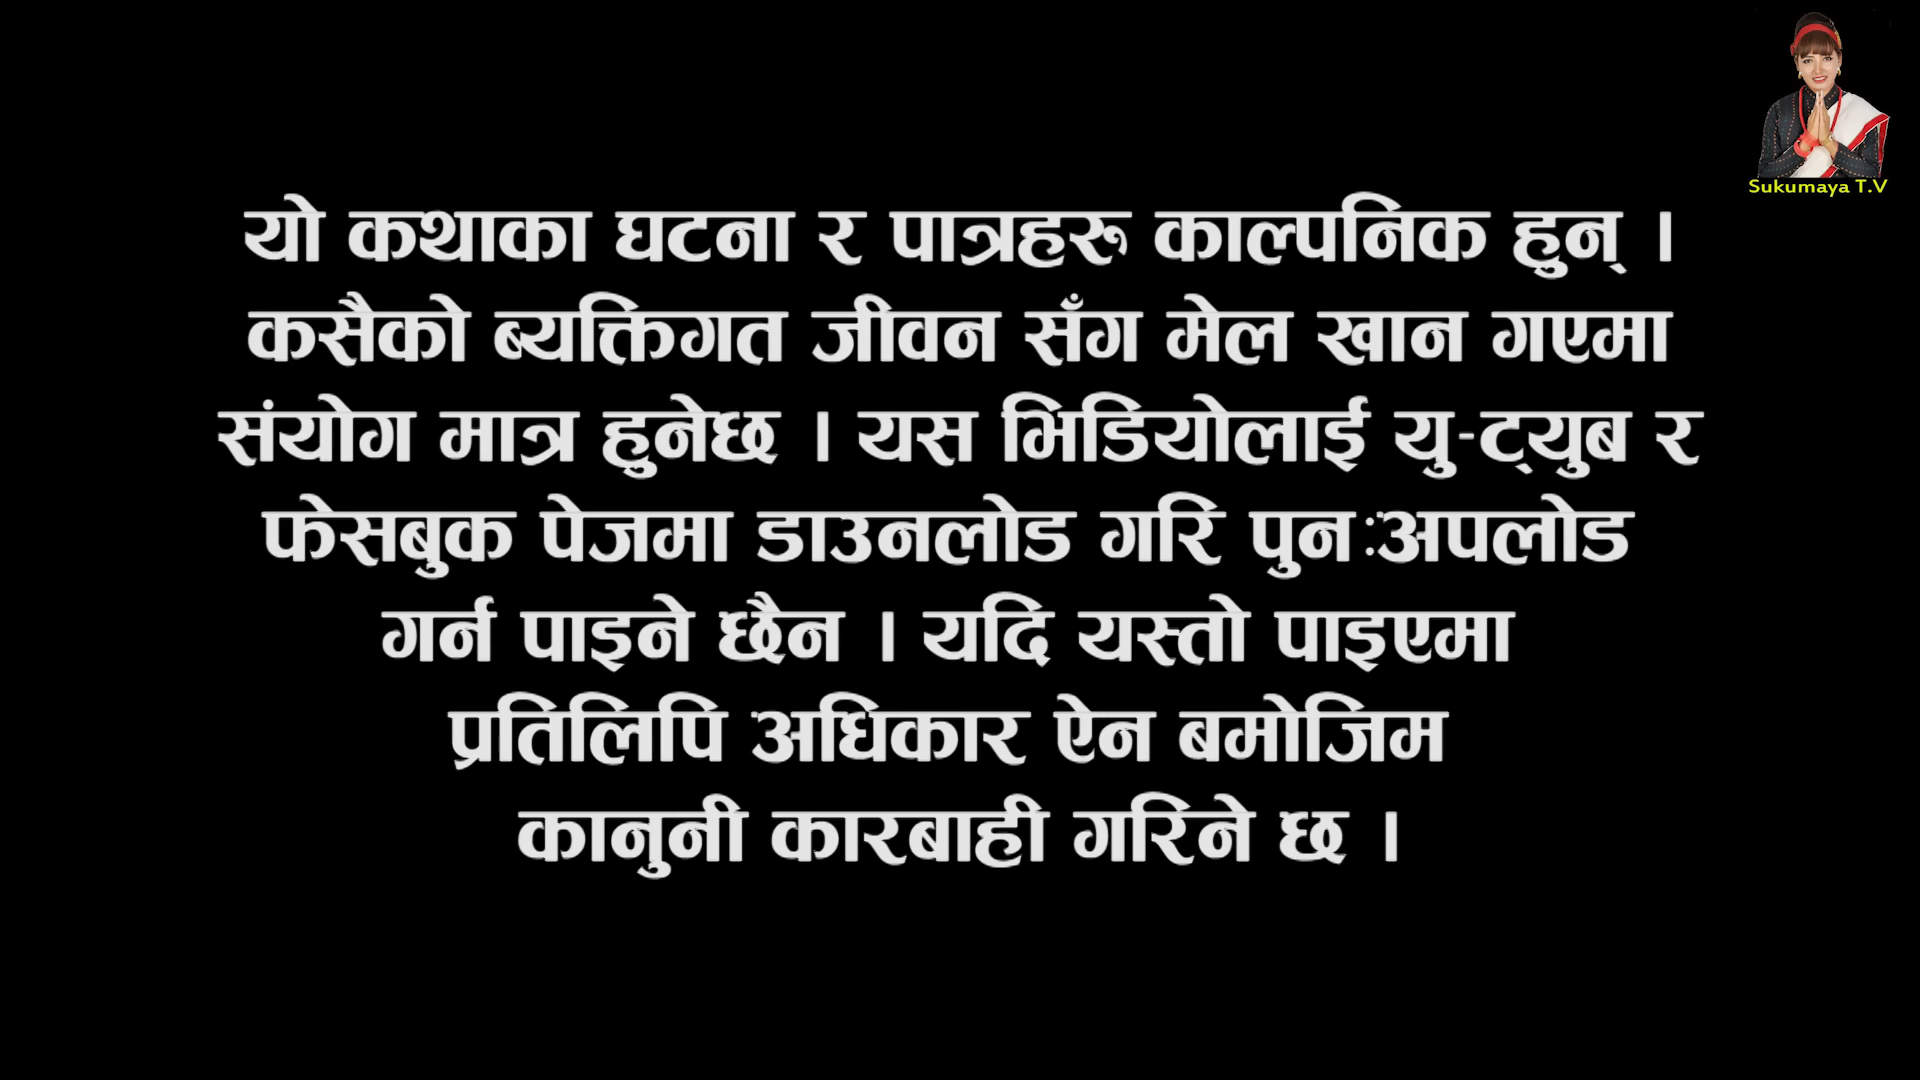 Sukumaya T.V
यो कथाका घटना र पात्रहरु काल्पनिक हुन् ।
कसैको ब्यक्तिगत जीवन सँग मेल खान गएमा
संयोग मात्र हुनेछ । यस भिडियोलाई यु-ट्युब र
फेसबुक पेजमा डाउनलोड गरि पुनःअपलोड
गर्न पाइने छैन । यदि यस्तो पाइएमा
प्रतिलिपि अधिकार ऐन बमोजिम
कानुनी कारबाही गरिने छ ।